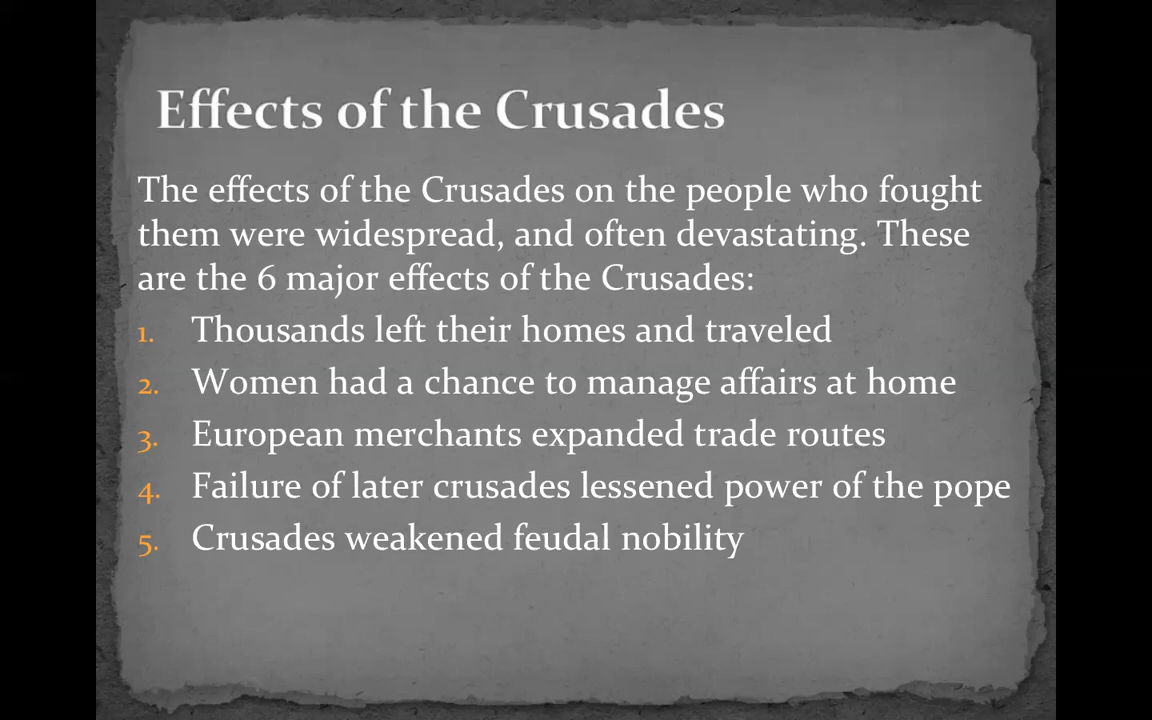 Effects of the Crusades
The effects of the Crusades on the people who fought
them were widespread, and often devastating. These
are the 6 major effects of the Crusades:
1. Thousands left their homes and traveled
2. Women had a chance to manage affairs at home
3. European merchants expanded trade routes
4. Failure of later crusades lessened power of the pope
5. Crusades weakened feudal nobility